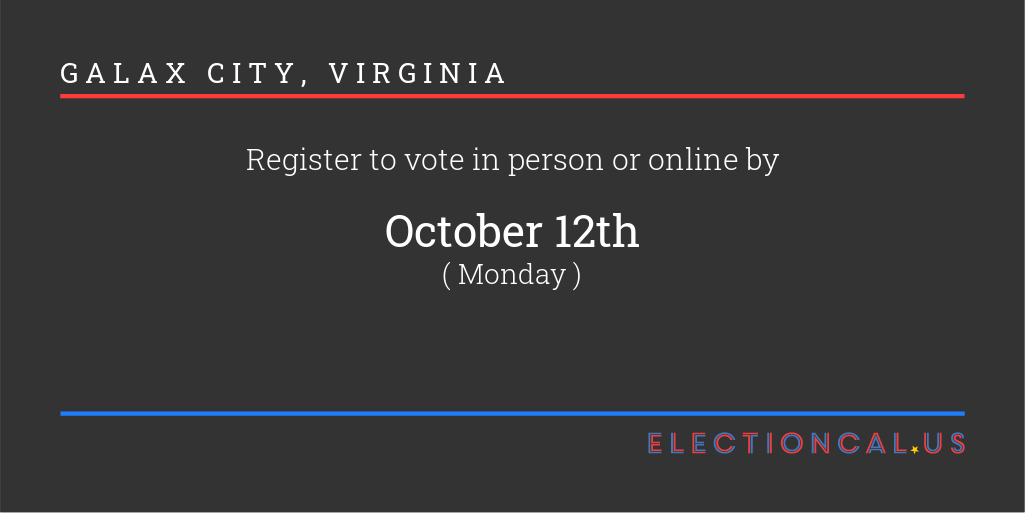 GALAX CITY, VIRGINIA
Register to vote in person or online by
October 12th
( Monday )
ELECTIONCAL.US